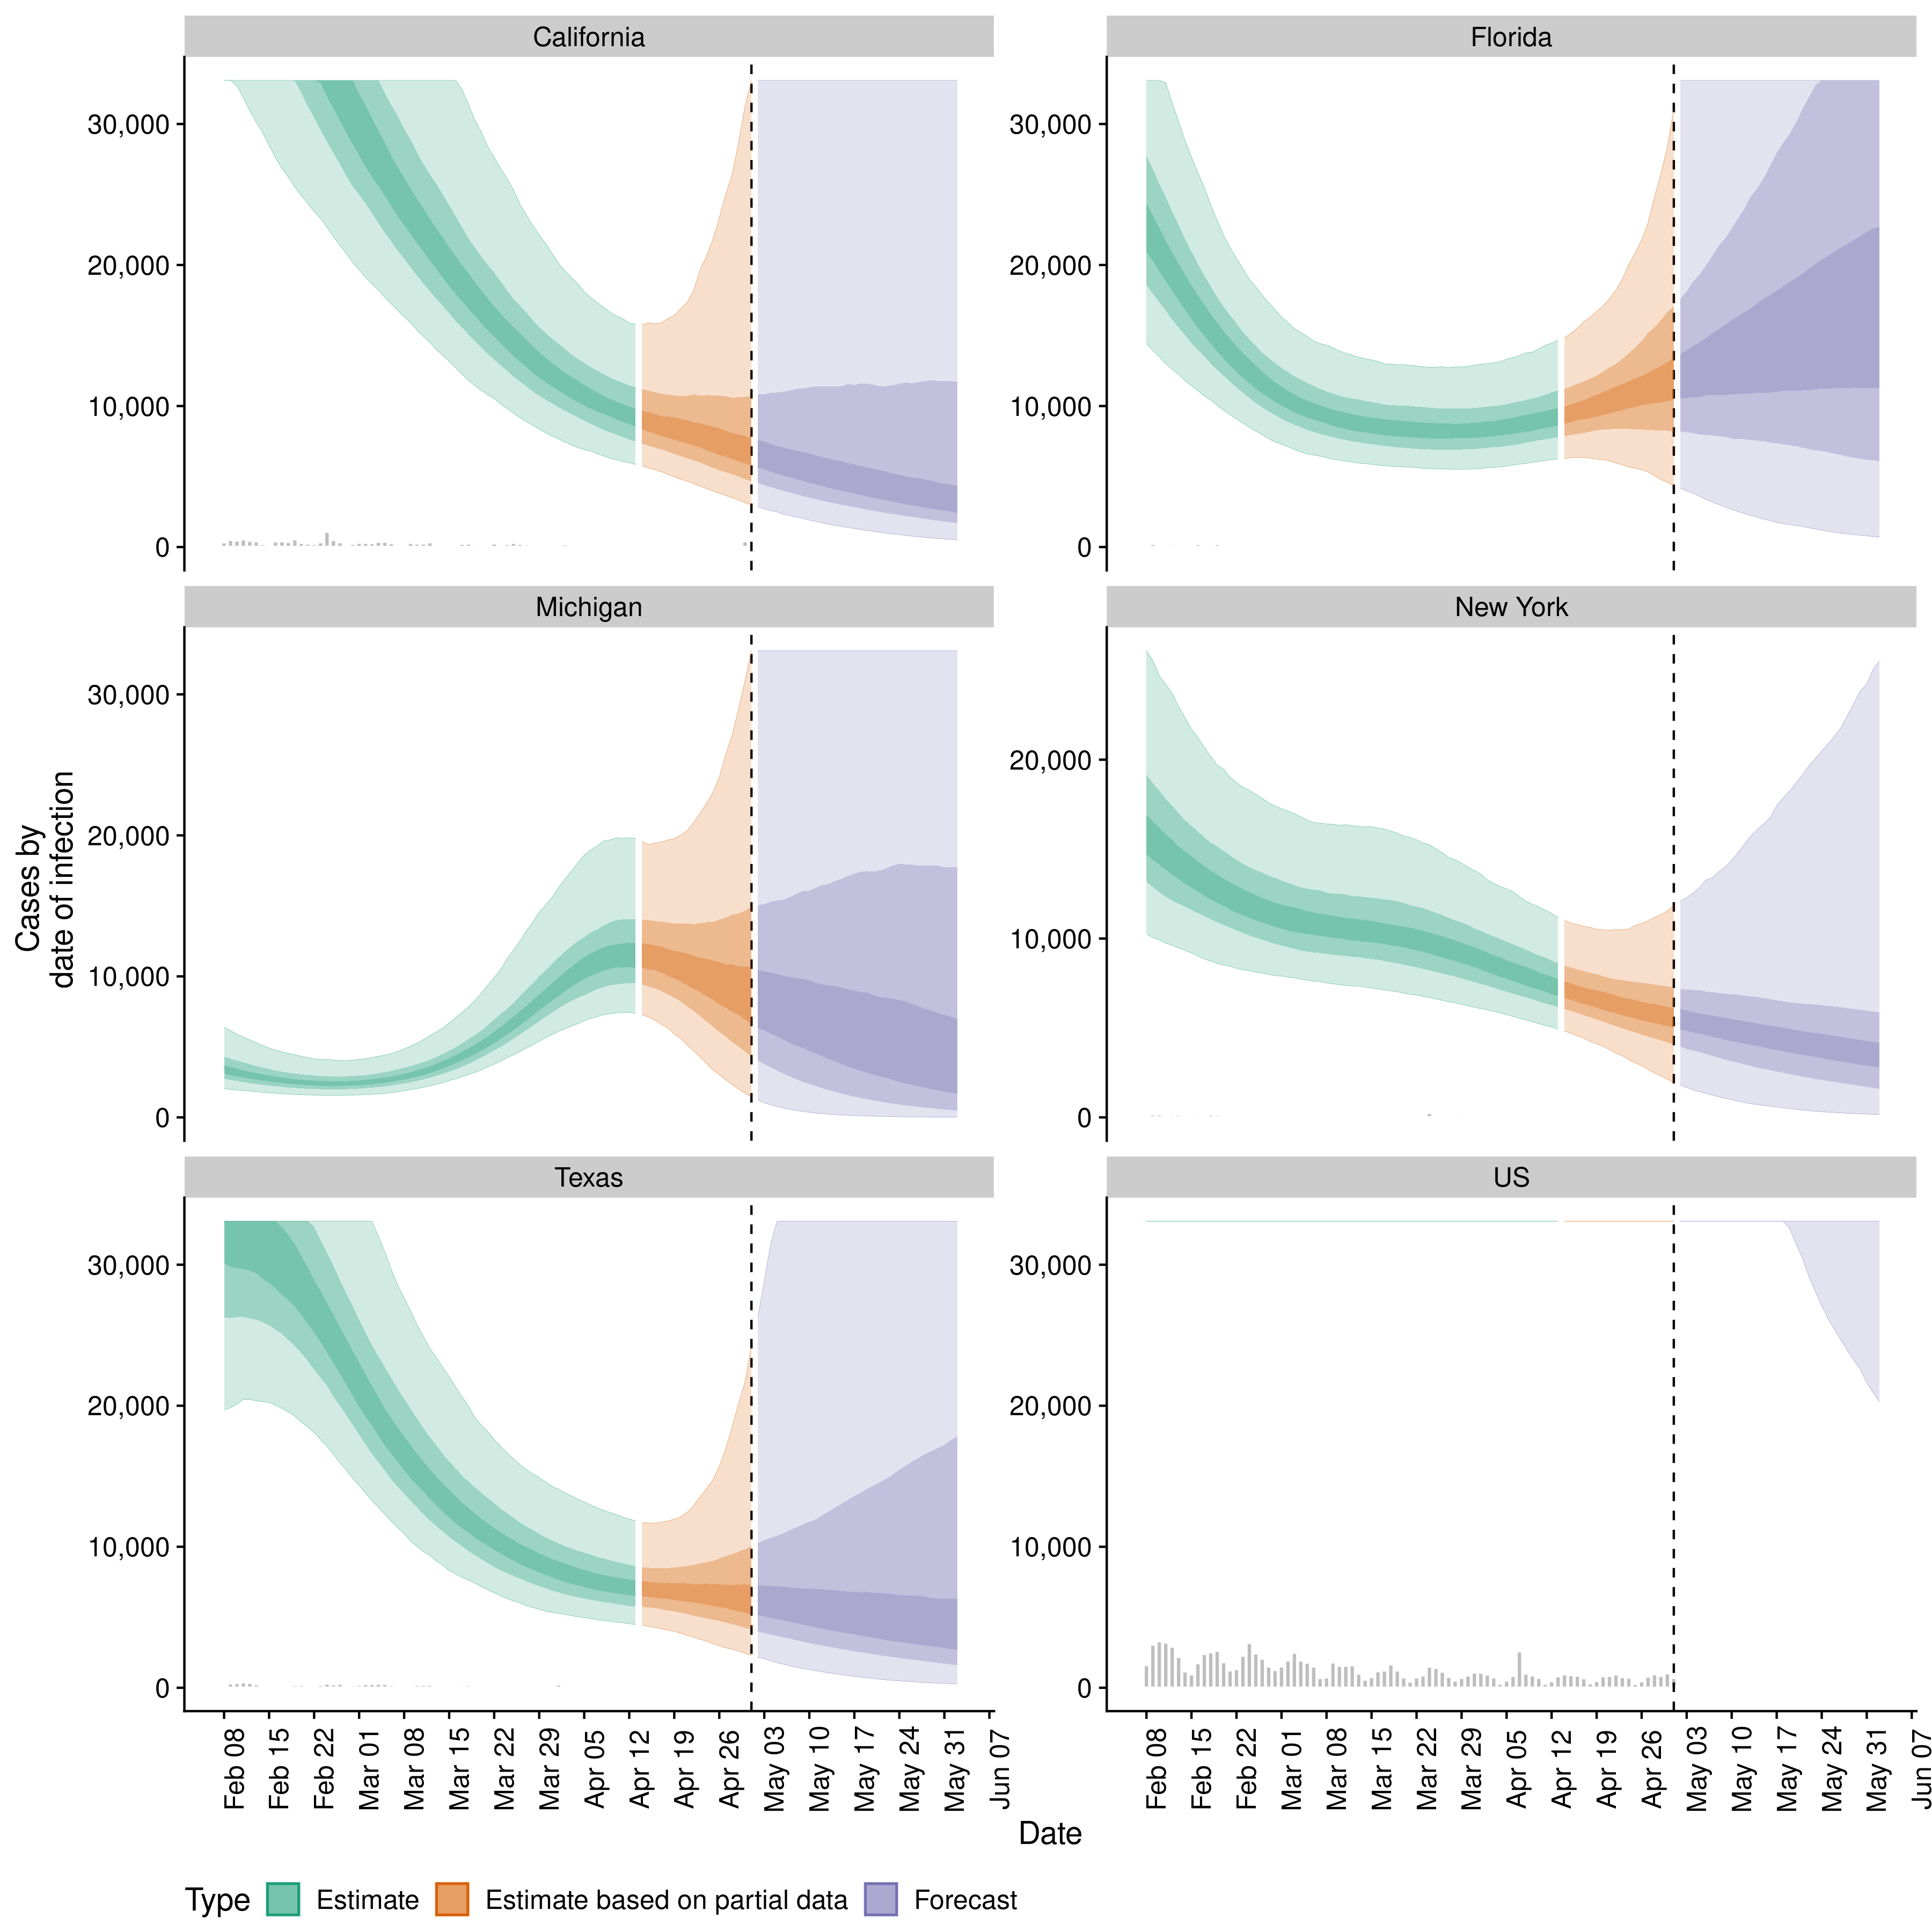 California
Florida
30,000
20,000
10,000
0
30,000
20,000
10,000
0
Michigan
New York
30,000
20,000
10,000
0
20,000
10,000
0
Cases by
date of infection
Texas
US
30,000
20,000
10,000
0
30,000
20,000
10,000
0
Feb 08
Feb 15
Feb 22
Mar 01
Mar 08
Mar 15
Mar 22
Mar 29
Apr 05
Apr 12
Apr 19
Apr 26
May 03
May 10
May 17
May 24
May 31
Jun 07
Feb 08
Feb 15
Feb 22
Mar 01
Mar 08
Mar 15
Mar 22
Mar 29
Apr 05
Apr 12
Apr 19
Apr 26
May 03
May 10
May 17
May 24
May 31
Jun 07
Date
Type Estimate Estimate based on partial data Forecast